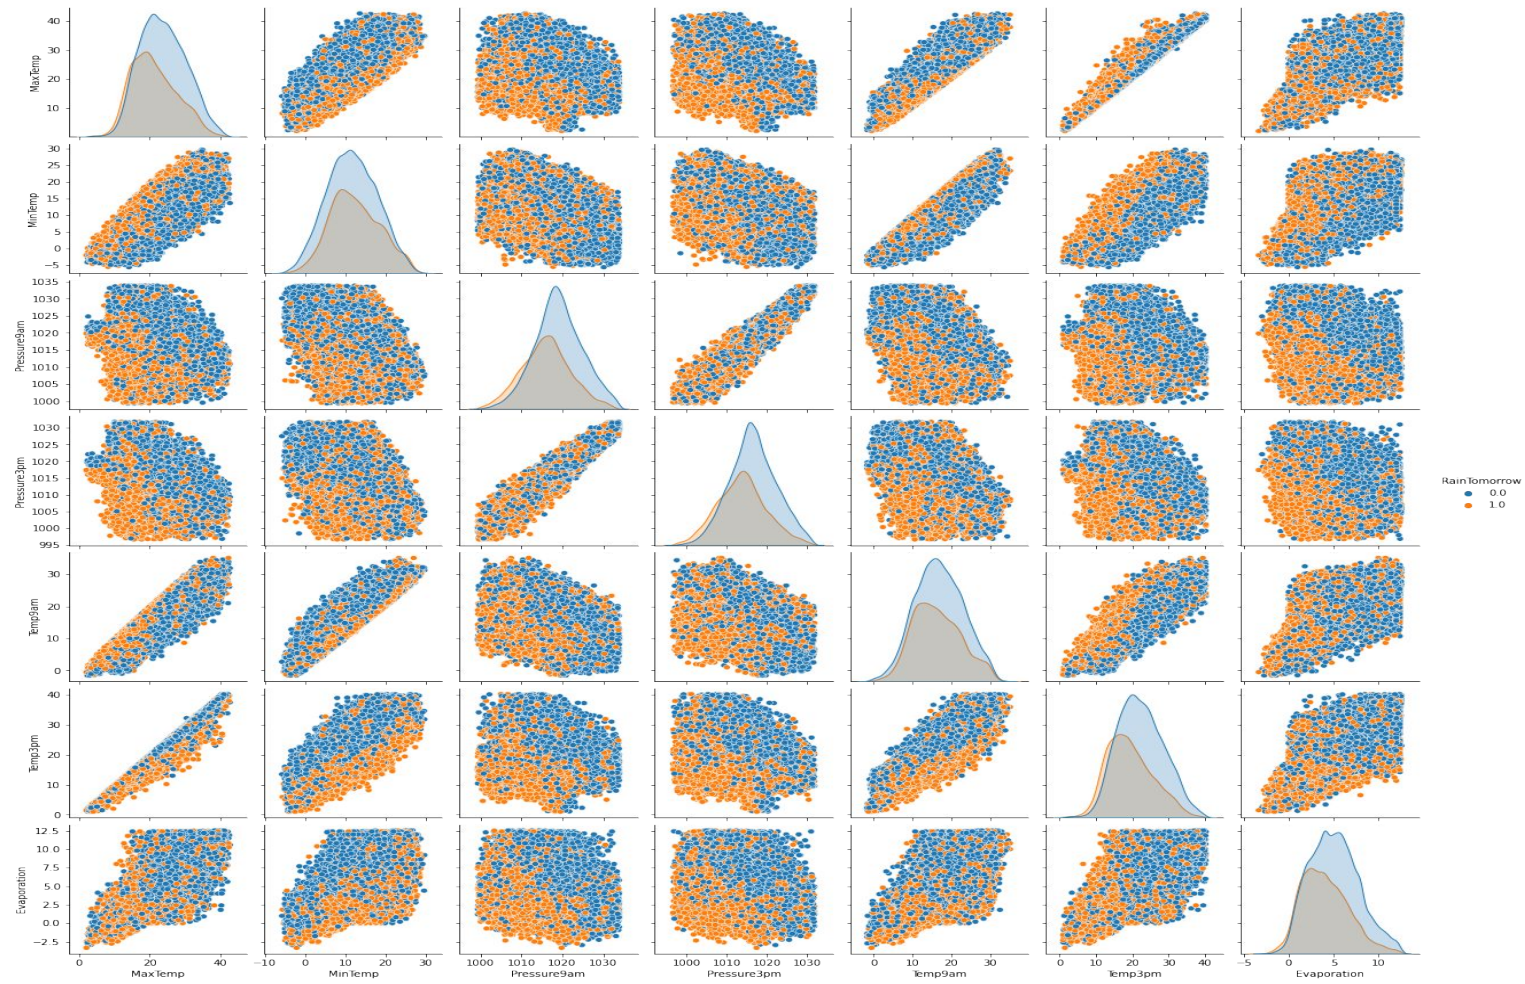 40
30
20
10
MaxTemp
30
25
20
15
10
5
0
−5
MinTemp
1035
1030
1025
1020
1015
1010
1005
1000
Pressure9am
1030
1020
1010
1005
1000
995
Pressure3pm
RainTomorrow
0.0
1.0
30
20
10
0
Temp9am
40
30
20
10
0
Temp3pm
12.5
10.0
7.5
5.0
2.5
0.0
−2.5
Evaporation
0 20 40
−10 0 10 20 30
1000 1010 1020 1030
1000 1010 1020 1030
0 10 20 30
0 10 20 30 40
−5 0 5 10
MaxTemp
MinTemp
Pressure9am
Pressure3pm
Temp9am
Temp3pm
Evaporation